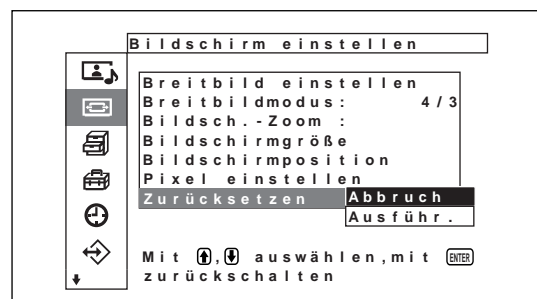 Bildschirm einstellen
Breitbild einstellen
Breitbildmodus: 4/3
Bildsch.-Zoom :
Bildschirmgröße
Bildschirmposition
Pixel einstellen
Zurücksetzen Abbruch
Ausführ.
Mit ↑,↓ auswählen,mit ENTER
zurückschalten